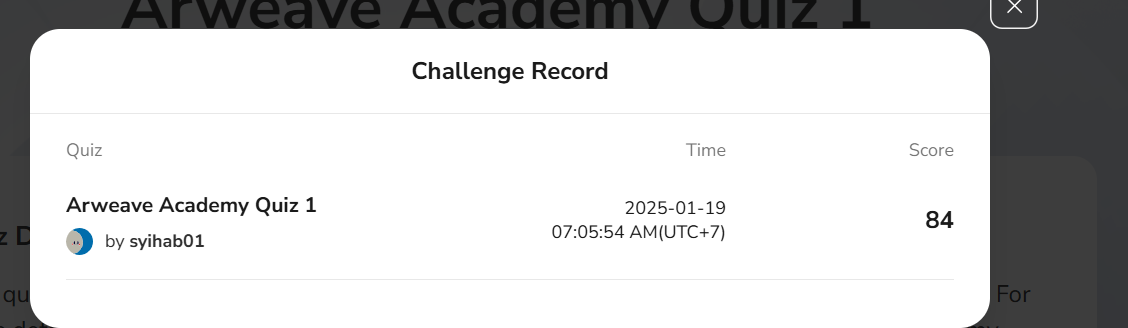 Arweave Academy Quiz 1
Challenge Record
Quiz Time Score
Arweave Academy Quiz 1
by syihab01
2025-01-19
07:05:54 AM(UTC+7)
84
For